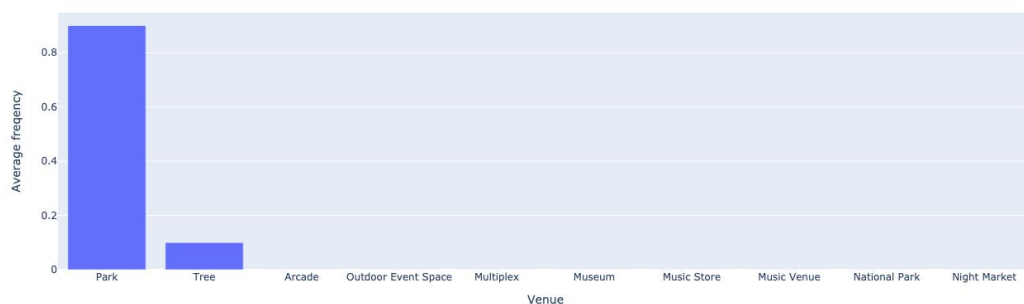 Average freqency
0.8
0.6
0.4
0.2
0
Park Tree Arcade Outdoor Event Space Multiplex Museum Music Store Music Venue National Park Night Market
Venue